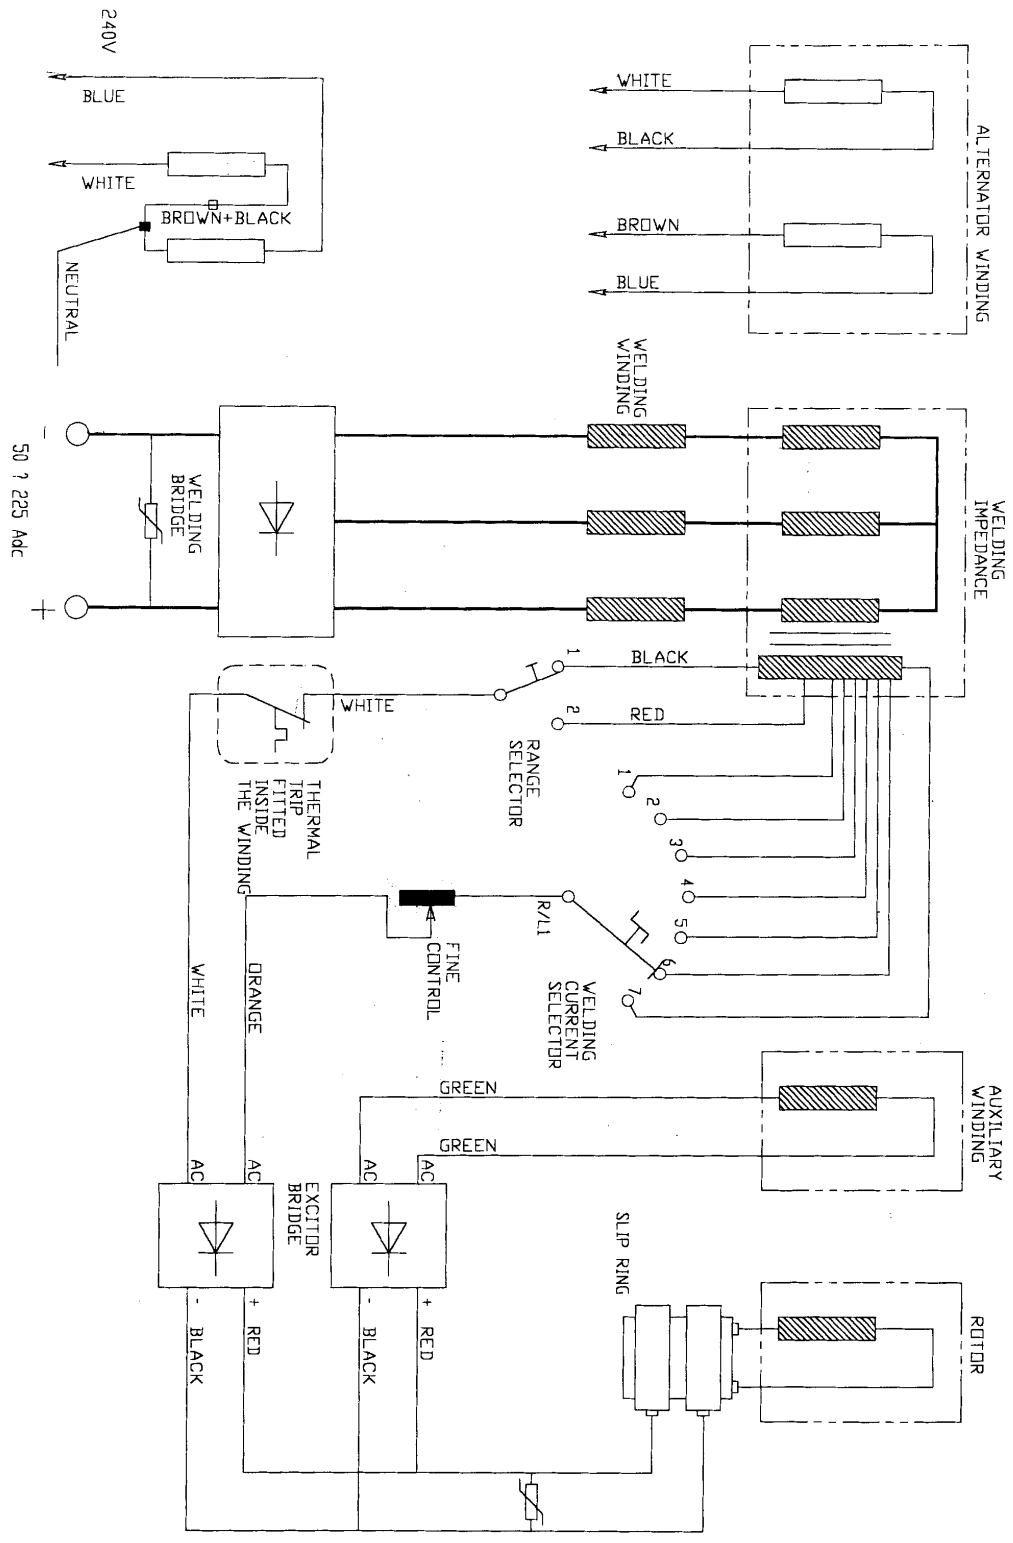 240V
BLUE
WHITE
BROWN+BLACK
NEUTRAL
WHITE
BLACK
BROWN
BLUE
ALTERNATOR WINDING
WELDING
WINDING
WELDING
IMPEDANCE
-
50 ? 225 Adc
+
WELDING
BRIDGE
1
BLACK
2
RED
RANGE
SELECTOR
WHITE
THERMAL
TRIP
FITTED
INSIDE
THE WINDING
1
2
3
4
5
6
7
R/L1
FINE
CONTROL
WELDING
CURRENT
SELECTOR
WHITE
ORANGE
GREEN
GREEN
AUXILIARY
WINDING
AC
AC
AC
AC
EXCITOR
BRIDGE
SLIP RING
ROTOR
- BLACK
+ RED
- BLACK
+ RED